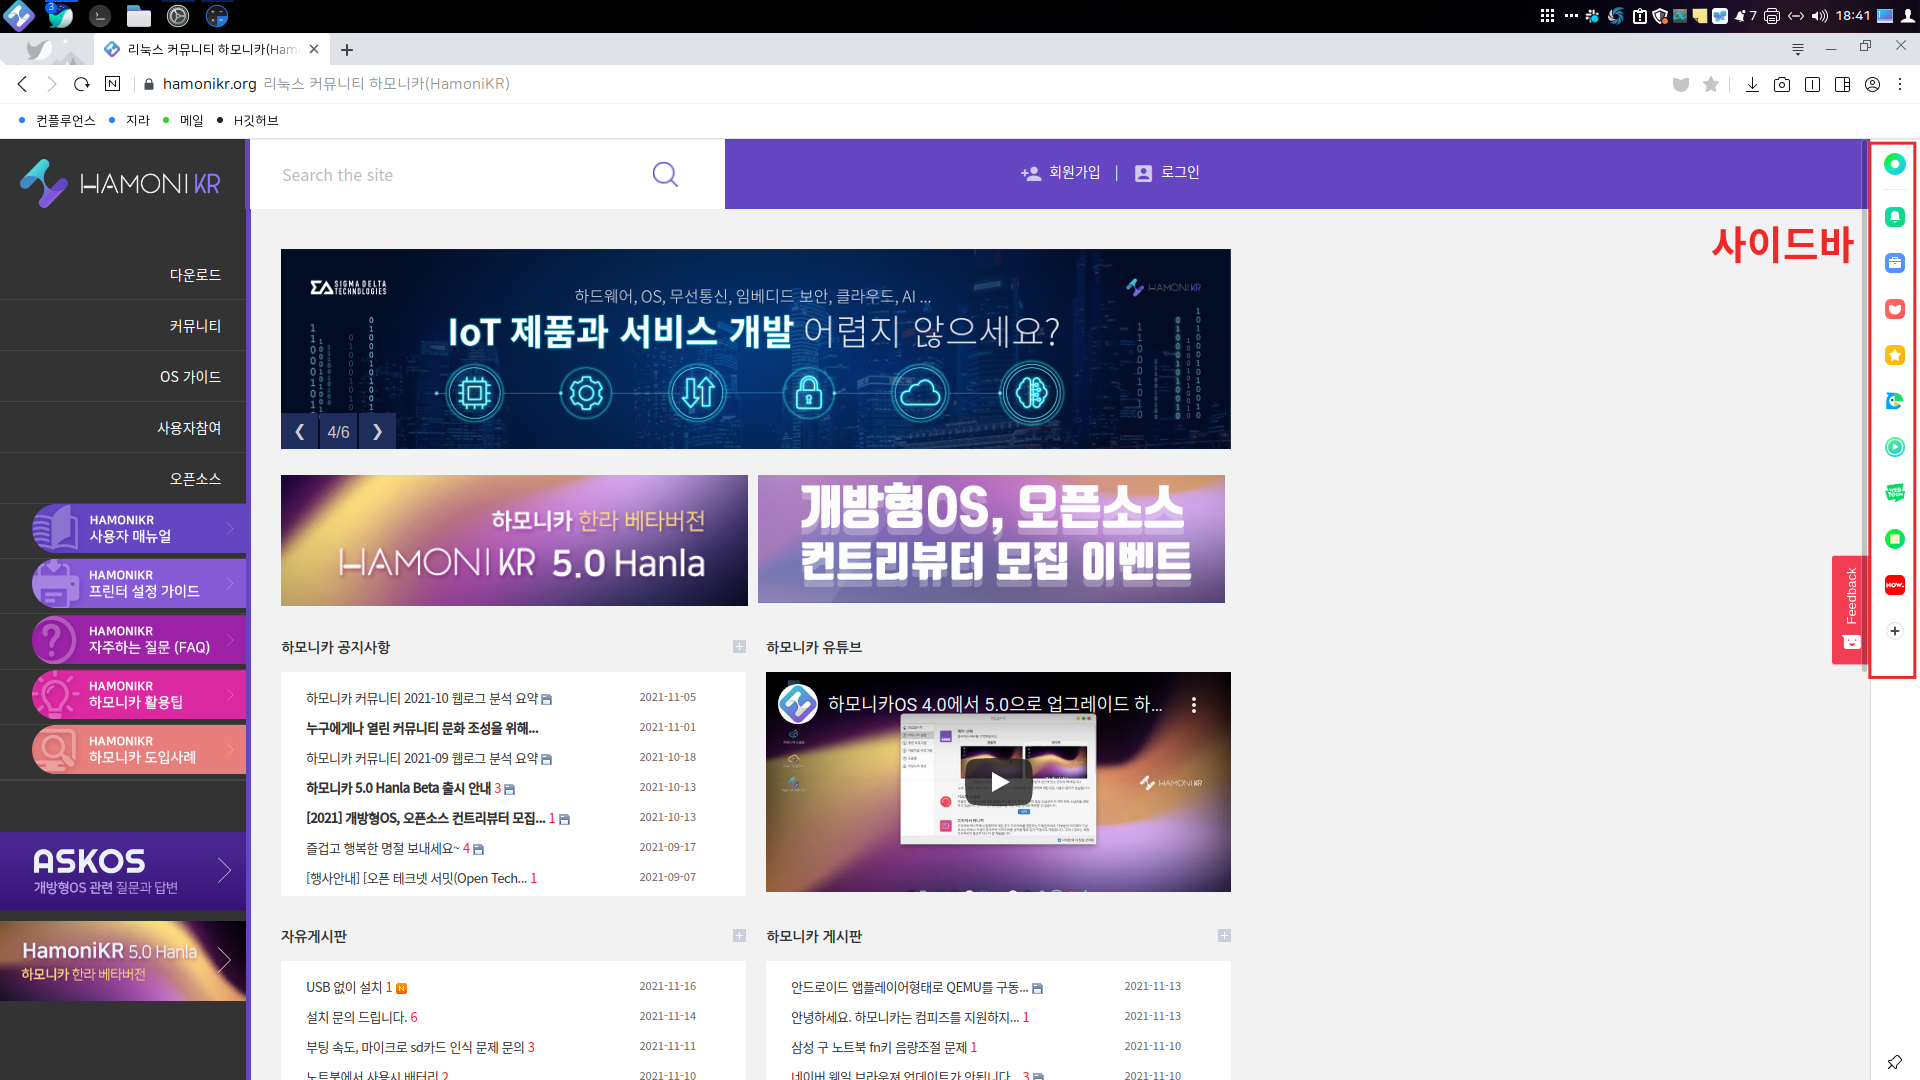 3
7
18:41
리눅스 커뮤니티 하모니카(Ham
N
hamonikr.org 리눅스 커뮤니티 하모니카(HamoniKR)
컨플루언스
지라
메일
H깃허브
HAMONIKR
Search the site
회원가입 | 로그인
사이드바
다운로드
커뮤니티
OS 가이드
사용자참여
오픈소스
HAMONIKR
사용자 매뉴얼
HAMONIKR
프린터 설정 가이드
HAMONIKR
자주하는 질문 (FAQ)
HAMONIKR
하모니카 활용팁
HAMONIKR
하모니카 도입사례
ASKOS
개방형OS 관련 질문과 답변
HamoniKR 5.0 Hanla
하모니카 한라 베타버전
ΣΔ SIGMA DELTA
TECHNOLOGIES
HAMONIKR
하드웨어, OS, 무선통신, 임베디드 보안, 클라우드, AI ...
IoT 제품과 서비스 개발 어렵지 않으세요?
4/6
하모니카 한라 베타버전
HAMONIKR 5.0 Hanla
개방형OS, 오픈소스
컨트리뷰터 모집 이벤트
하모니카 공지사항
하모니카 커뮤니티 2021-10 웹로그 분석 요약 2021-11-05
누구에게나 열린 커뮤니티 문화 조성을 위해... 2021-11-01
하모니카 커뮤니티 2021-09 웹로그 분석 요약 2021-10-18
하모니카 5.0 Hanla Beta 출시 안내 3 2021-10-13
[2021] 개방형OS, 오픈소스 컨트리뷰터 모집... 1 2021-10-13
즐겁고 행복한 명절 보내세요~ 4 2021-09-17
[행사안내] [오픈 테크넷 서밋(Open Tech... 1 2021-09-07
하모니카 유튜브
하모니카OS 4.0에서 5.0으로 업그레이드 하...
HAMONIKR
자유게시판
USB 없이 설치 1 N 2021-11-16
설치 문의 드립니다. 6 2021-11-14
부팅 속도, 마이크로 sd카드 인식 문제 문의 3 2021-11-11
노트북에서 사용시 배터리 2 2021-11-10
하모니카 게시판
안드로이드 앱플레이어형태로 QEMU를 구동... 2021-11-13
안녕하세요. 하모니카는 컴피즈를 지원하지... 1 2021-11-13
삼성 구 노트북 fn키 음량조절 문제 1 2021-11-10
네이버 웨일 브라우져 업데이트가 안됩니다... 3 2021-11-10
WEB
TOON
NOW.
Feedback